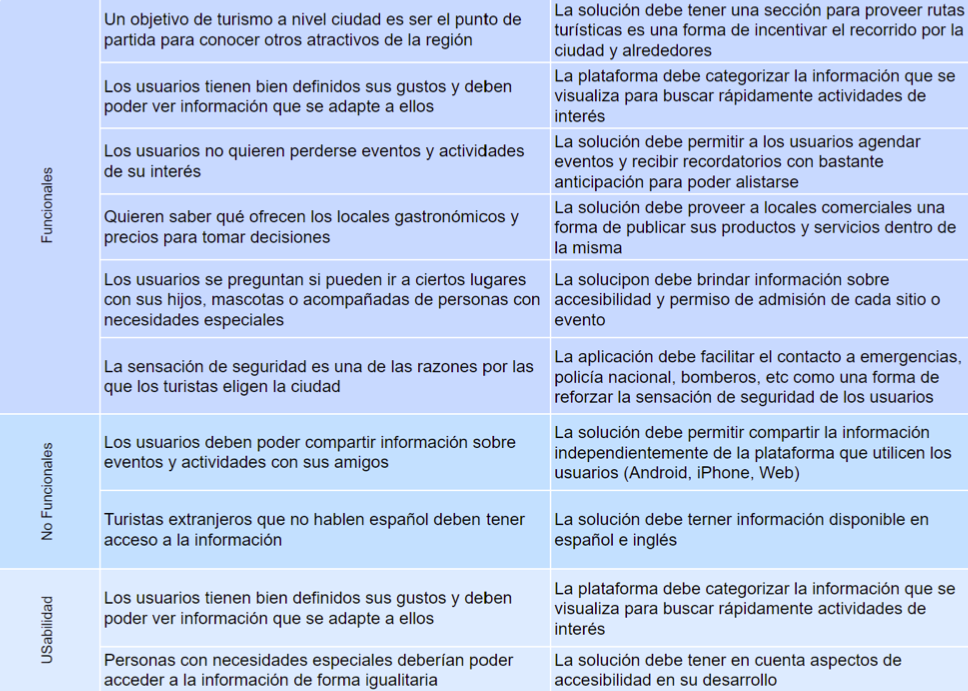 Funcionales
Un objetivo de turismo a nivel ciudad es ser el punto de
partida para conocer otros atractivos de la región
La solución debe tener una sección para proveer rutas
turísticas es una forma de incentivar el recorrido por la
ciudad y alrededores
Los usuarios tienen bien definidos sus gustos y deben
poder ver información que se adapte a ellos
La plataforma debe categorizar la información que se
visualiza para buscar rápidamente actividades de
interés
Los usuarios no quieren perderse eventos y actividades
de su interés
La solución debe permitir a los usuarios agendar
eventos y recibir recordatorios con bastante
anticipación para poder alistarse
Quieren saber qué ofrecen los locales gastronómicos y
precios para tomar decisiones
La solución debe proveer a locales comerciales una
forma de publicar sus productos y servicios dentro de
la misma
Los usuarios se preguntan si pueden ir a ciertos lugares
con sus hijos, mascotas o acompañadas de personas con
necesidades especiales
La solucipon debe brindar información sobre
accesibilidad y permiso de admisión de cada sitio o
evento
La sensación de seguridad es una de las razones por las
que los turistas eligen la ciudad
La aplicación debe facilitar el contacto a emergencias,
policía nacional, bomberos, etc como una forma de
reforzar la sensación de seguridad de los usuarios
No Funcionales
Los usuarios deben poder compartir información sobre
eventos y actividades con sus amigos
La solución debe permitir compartir la información
independientemente de la plataforma que utilicen los
usuarios (Android, iPhone, Web)
Turistas extranjeros que no hablen español deben tener
acceso a la información
La solución debe terner información disponible en
español e inglés
USabilidad
Los usuarios tienen bien definidos sus gustos y deben
poder ver información que se adapte a ellos
La plataforma debe categorizar la información que se
visualiza para buscar rápidamente actividades de
interés
Personas con necesidades especiales deberían poder
acceder a la información de forma igualitaria
La solución debe tener en cuenta aspectos de
accesibilidad en su desarrollo